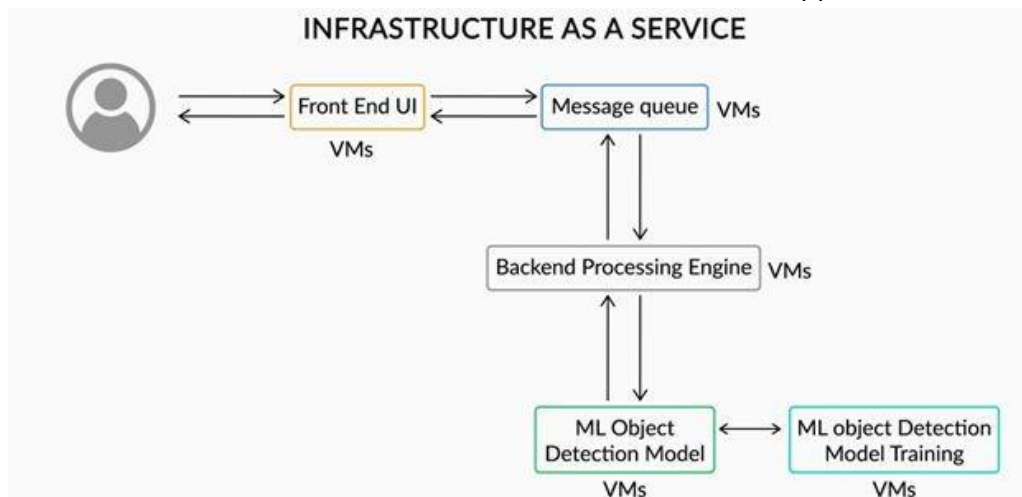 INFRASTRUCTURE AS A SERVICE
Front End UI
VMs
Message queue
VMs
Backend Processing Engine
VMs
ML Object
Detection Model
VMs
ML object Detection
Model Training
VMs